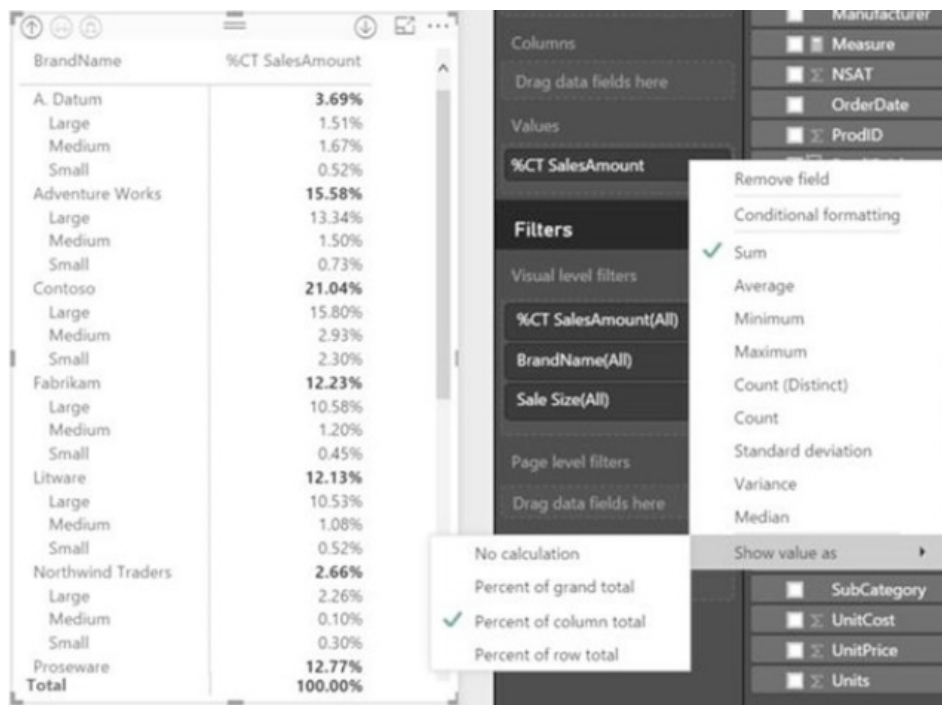 BrandName %CT SalesAmount
A. Datum 3.69%
Large 1.51%
Medium 1.67%
Small 0.52%
Adventure Works 15.58%
Large 13.34%
Medium 1.50%
Small 0.73%
Contoso 21.04%
Large 15.80%
Medium 2.93%
Small 2.30%
Fabrikam 12.23%
Large 10.58%
Medium 1.20%
Small 0.45%
Litware 12.13%
Large 10.53%
Medium 1.08%
Small 0.52%
Northwind Traders 2.66%
Large 2.26%
Medium 0.10%
Small 0.30%
Proseware 12.77%
Total 100.00%
Columns
Drag data fields here
Values
%CT SalesAmount
Filters
Visual level filters
%CT SalesAmount(All)
BrandName(All)
Sale Size(All)
Page level filters
Drag data fields here
Manufacturer
Measure
Σ NSAT
OrderDate
Σ ProdID
Remove field
Conditional formatting
Sum
Average
Minimum
Maximum
Count (Distinct)
Count
Standard deviation
Variance
Median
Show value as
No calculation
Percent of grand total
Percent of column total
Percent of row total
SubCategory
Σ UnitCost
Σ UnitPrice
Σ Units